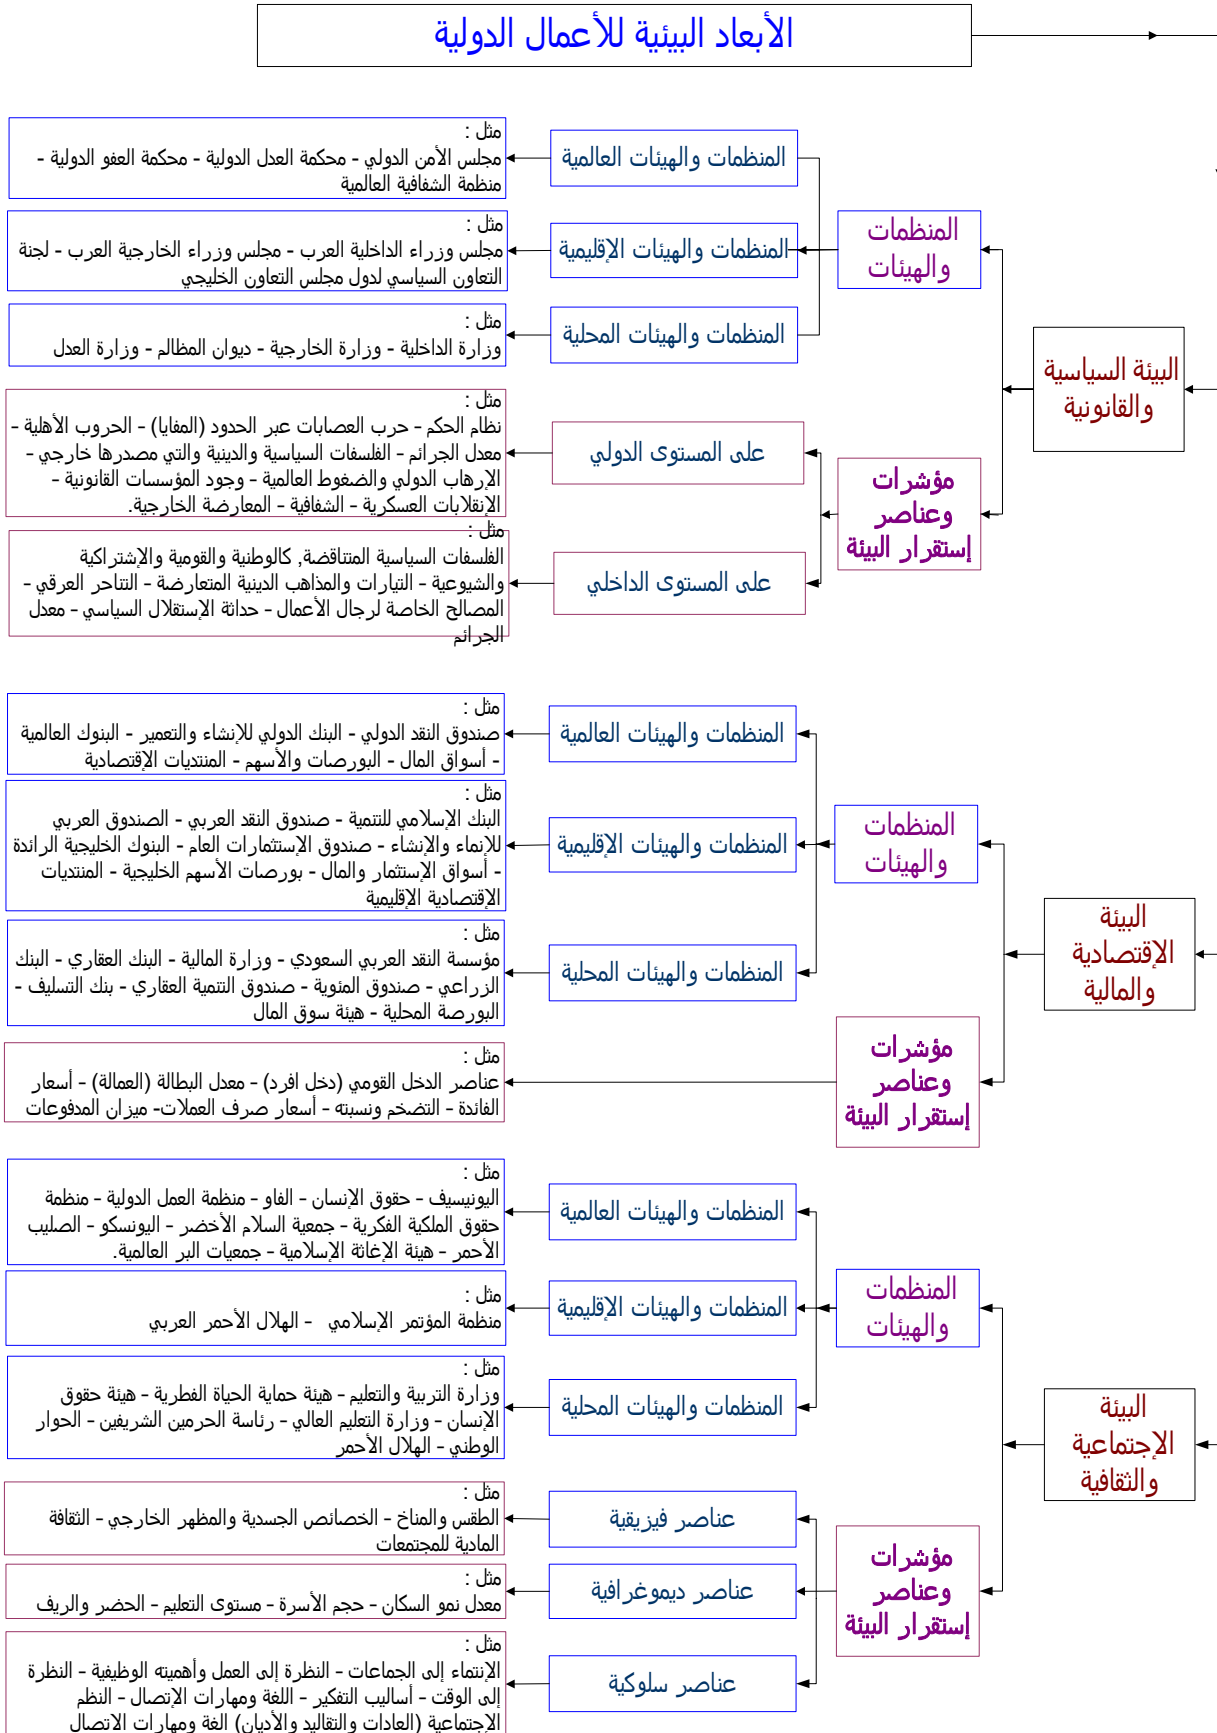 الأبعاد البيئية للأعمال الدولية
البيئة السياسية
والقانونية
المنظمات
والهيئات
المنظمات والهيئات العالمية
مثل :
مجلس الأمن الدولي - محكمة العدل الدولية - محكمة العفو الدولية -
منظمة الشفافية العالمية
المنظمات والهيئات الإقليمية
مثل :
مجلس وزراء الداخلية العرب - مجلس وزراء الخارجية العرب - لجنة
التعاون السياسي لدول مجلس التعاون الخليجي
المنظمات والهيئات المحلية
مثل :
وزارة الداخلية - وزارة الخارجية - ديوان المظالم - وزارة العدل
مؤشرات
وعناصر
إستقرار البيئة
على المستوى الدولي
مثل :
نظام الحكم - حرب العصابات عبر الحدود (المفايا) - الحروب الأهلية -
معدل الجرائم - الفلسفات السياسية والدينية والتي مصدرها خارجي -
الإرهاب الدولي والضغوط العالمية - وجود المؤسسات القانونية -
الإنقلابات العسكرية - الشفافية - المعارضة الخارجية.
على المستوى الداخلي
مثل :
الفلسفات السياسية المتناقضة, كالوطنية والقومية والإشتراكية
والشيوعية - التيارات والمذاهب الدينية المتعارضة - التناحر العرقي -
المصالح الخاصة لرجال الأعمال - حداثة الإستقلال السياسي - معدل
الجرائم
البيئة
الإقتصادية
والمالية
المنظمات
والهيئات
المنظمات والهيئات العالمية
مثل :
صندوق النقد الدولي - البنك الدولي للإنشاء والتعمير - البنوك العالمية
- أسواق المال - البورصات والأسهم - المنتديات الإقتصادية
المنظمات والهيئات الإقليمية
مثل :
البنك الإسلامي للتنمية - صندوق النقد العربي - الصندوق العربي
للإنماء والإنشاء - صندوق الإستثمارات العام - البنوك الخليجية الرائدة
- أسواق الإستثمار والمال - بورصات الأسهم الخليجية - المنتديات
الإقتصادية الإقليمية
المنظمات والهيئات المحلية
مثل :
مؤسسة النقد العربي السعودي - وزارة المالية - البنك العقاري - البنك
الزراعي - صندوق المئوية - صندوق التنمية العقاري - بنك التسليف -
البورصة المحلية - هيئة سوق المال
مؤشرات
وعناصر
إستقرار البيئة
مثل :
عناصر الدخل القومي (دخل افرد) - معدل البطالة (العمالة) - أسعار
الفائدة - التضخم ونسبته - أسعار صرف العملات- ميزان المدفوعات
البيئة
الإجتماعية
والثقافية
المنظمات
والهيئات
المنظمات والهيئات العالمية
مثل :
اليونيسيف - حقوق الإنسان - الفاو - منظمة العمل الدولية - منظمة
حقوق الملكية الفكرية - جمعية السلام الأخضر - اليونسكو - الصليب
الأحمر - هيئة الإغاثة الإسلامية - جمعيات البر العالمية.
المنظمات والهيئات الإقليمية
مثل :
منظمة المؤتمر الإسلامي - الهلال الأحمر العربي
المنظمات والهيئات المحلية
مثل :
وزارة التربية والتعليم - هيئة حماية الحياة الفطرية - هيئة حقوق
الإنسان - وزارة التعليم العالي - رئاسة الحرمين الشريفين - الحوار
الوطني - الهلال الأحمر
مؤشرات
وعناصر
إستقرار البيئة
عناصر فيزيقية
مثل :
الطقس والمناخ - الخصائص الجسدية والمظهر الخارجي - الثقافة
المادية للمجتمعات
عناصر ديموغرافية
مثل :
معدل نمو السكان - حجم الأسرة - مستوى التعليم - الحضر والريف
عناصر سلوكية
مثل :
الإنتماء إلى الجماعات - النظرة إلى العمل وأهميته الوظيفية - النظرة
إلى الوقت - أساليب التفكير - اللغة ومهارات الإتصال - النظم
الإجتماعية (العادات والتقاليد والأديان) الغة ومهارات الاتصال